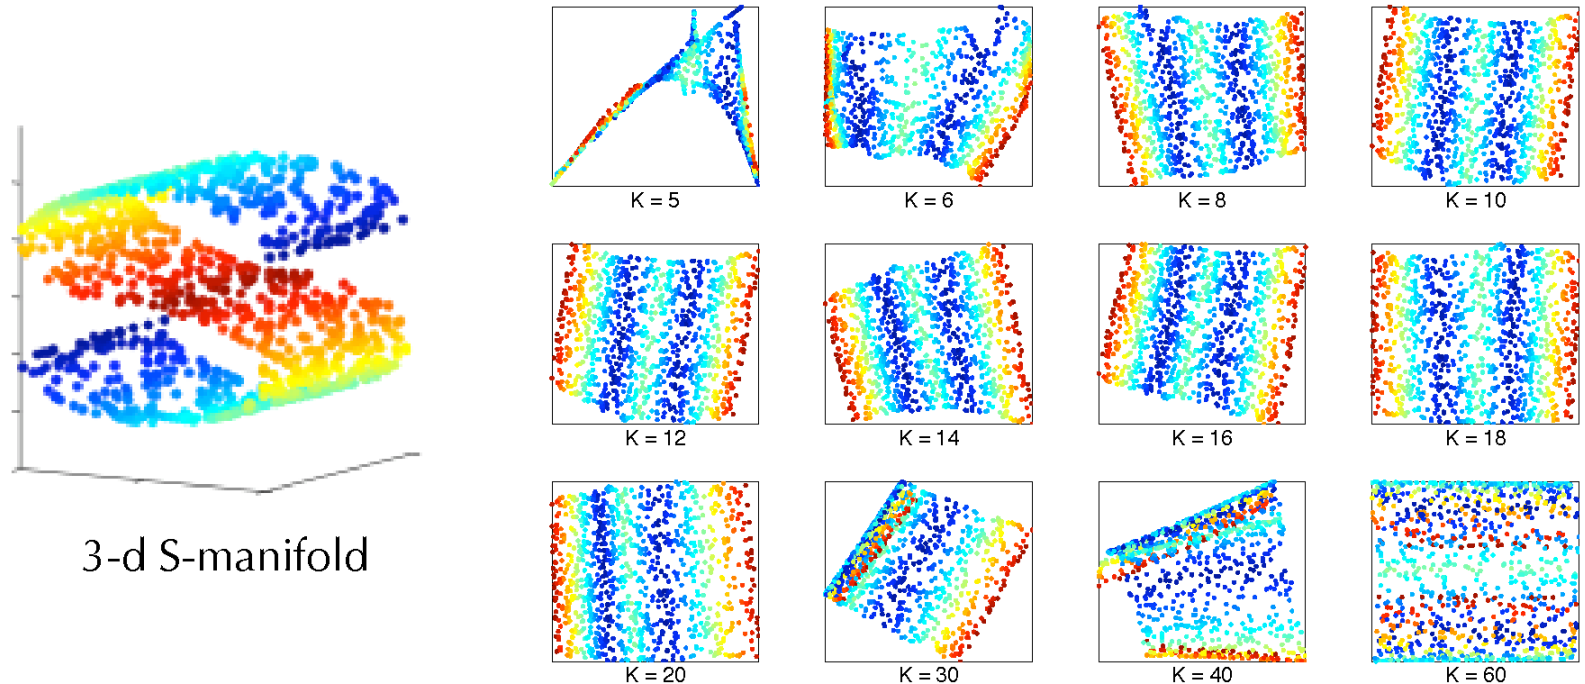 K = 5
K = 6
K = 8
K = 10
K = 12
K = 14
K = 16
K = 18
3-d S-manifold
K = 20
K = 30
K = 40
K = 60